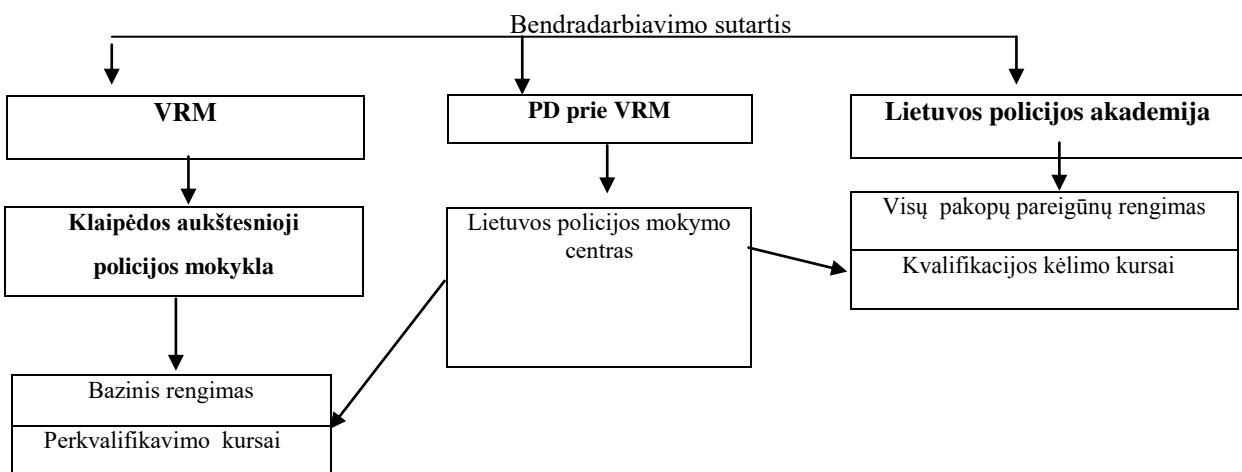 Bendradarbiavimo sutartis
VRM
PD prie VRM
Lietuvos policijos akademija
Klaipėdos aukštesnioji
policijos mokykla
Lietuvos policijos mokymo
centras
Visų pakopų pareigūnų rengimas
Kvalifikacijos kėlimo kursai
Bazinis rengimas
Perkvalifikavimo kursai